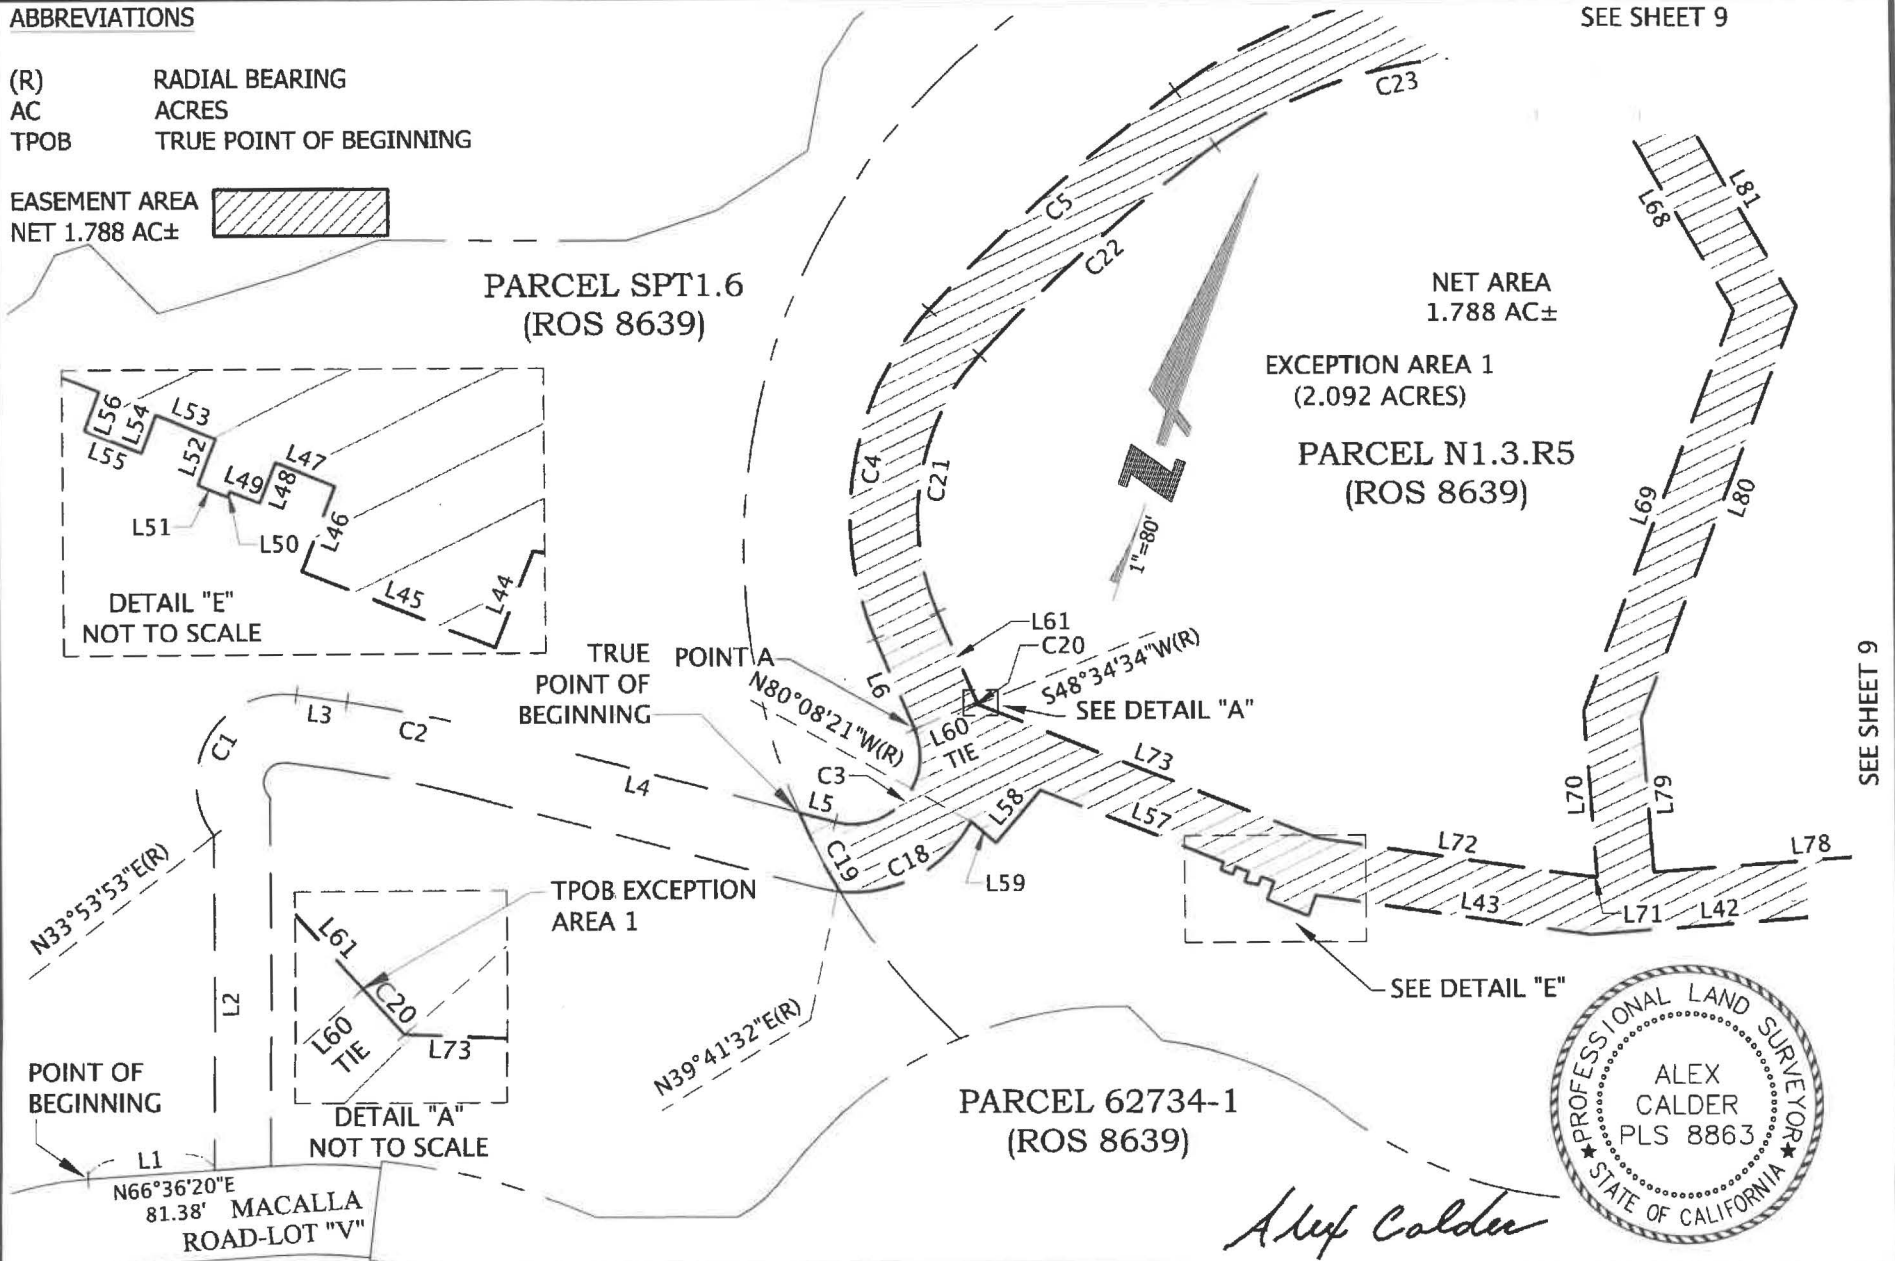 ABBREVIATIONS
(R) RADIAL BEARING
AC ACRES
TPOB TRUE POINT OF BEGINNING
EASEMENT AREA
NET 1.788 AC±
SEE SHEET 9
C23
L81
L68
C5
C22
PARCEL SPT1.6
(ROS 8639)
NET AREA
1.788 AC±
EXCEPTION AREA 1
(2.092 ACRES)
PARCEL N1.3.R5
(ROS 8639)
L56
L54
L53
L55
L52
L47
L49
L48
L51
L50
L46
L45
L44
DETAIL "E"
NOT TO SCALE
C4
C21
N
1"=80'
L69
L80
L61
C20
S48°34'34"W(R)
SEE DETAIL "A"
TRUE
POINT OF
BEGINNING
POINT A
N80°08'21"W(R)
L6
L60
TIE
L73
C3
L5
L58
L57
C18
C19
L59
L70
L79
L72
L78
L43
L71
L42
SEE SHEET 9
C1
L3
C2
L4
N33°53'53"E(R)
L2
TPOB EXCEPTION
AREA 1
L61
C20
L60
TIE
L73
DETAIL "A"
NOT TO SCALE
N39°41'32"E(R)
SEE DETAIL "E"
POINT OF
BEGINNING
L1
N66°36'20"E
81.38'
MACALLA
ROAD-LOT "V"
PARCEL 62734-1
(ROS 8639)
PROFESSIONAL LAND SURVEYOR
ALEX
CALDER
PLS 8863
STATE OF CALIFORNIA
Alex Calder